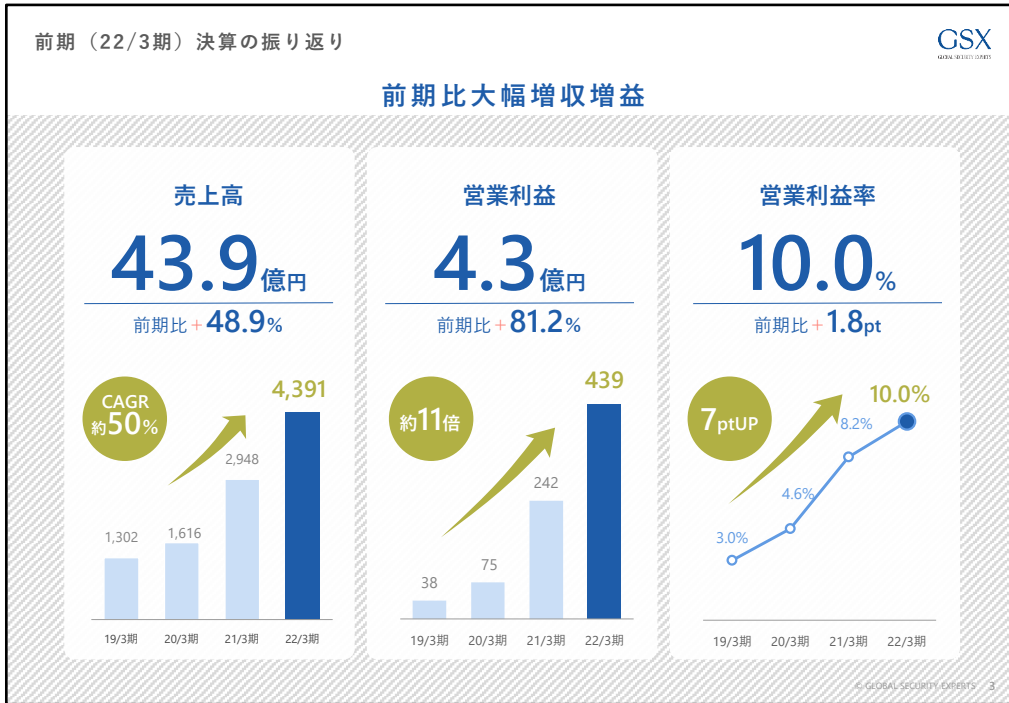 前期（22/3期）決算の振り返り
GSX
GLOBAL SECURITY EXPERTS
前期比大幅増収増益
売上高
43.9億円
前期比+48.9%
CAGR
約50%
4,391
2,948
1,616
1,302
19/3期 20/3期 21/3期 22/3期
営業利益
4.3億円
前期比+81.2%
約11倍
439
242
75
38
19/3期 20/3期 21/3期 22/3期
営業利益率
10.0%
前期比+1.8pt
7ptUP
10.0%
8.2%
4.6%
3.0%
19/3期 20/3期 21/3期 22/3期
© GLOBAL SECURITY EXPERTS 3